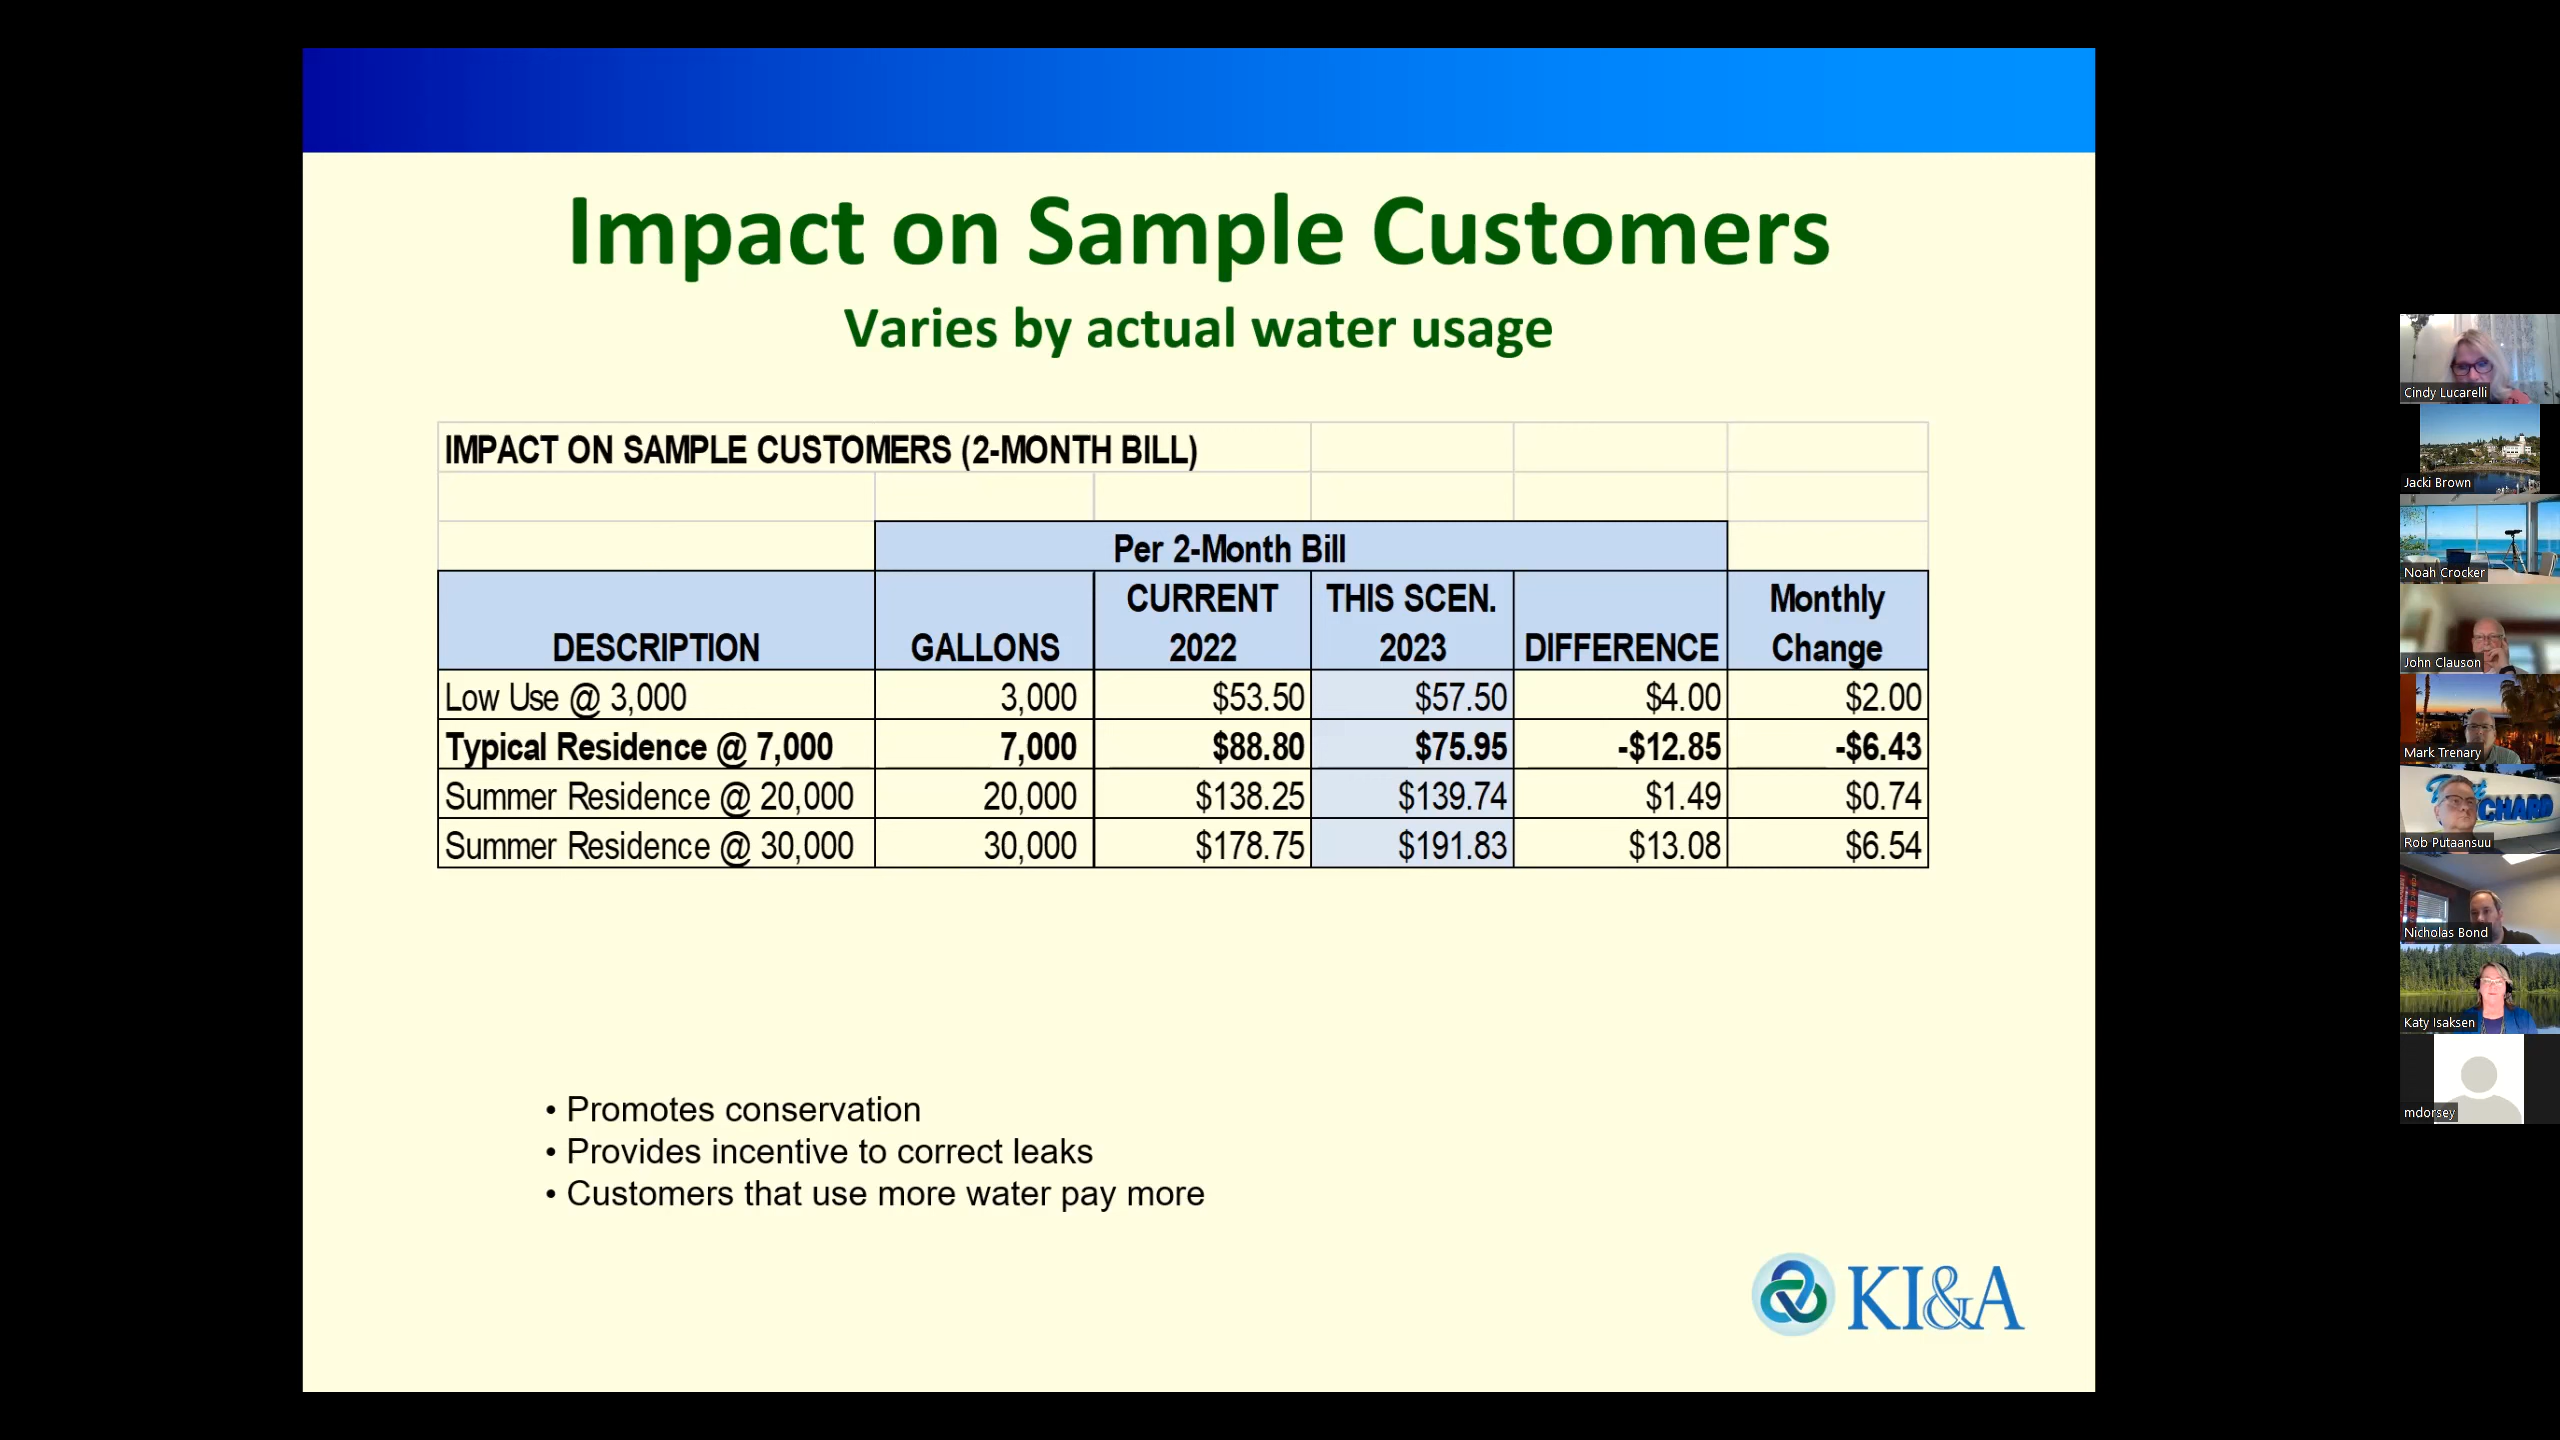 Impact on Sample Customers
Varies by actual water usage
IMPACT ON SAMPLE CUSTOMERS (2-MONTH BILL)
Per 2-Month Bill
DESCRIPTION GALLONS CURRENT 2022 THIS SCEN. 2023 DIFFERENCE Monthly Change
Low Use @ 3,000 3,000 $53.50 $57.50 $4.00 $2.00
Typical Residence @ 7,000 7,000 $88.80 $75.95 -$12.85 -$6.43
Summer Residence @ 20,000 20,000 $138.25 $139.74 $1.49 $0.74
Summer Residence @ 30,000 30,000 $178.75 $191.83 $13.08 $6.54
• Promotes conservation
• Provides incentive to correct leaks
• Customers that use more water pay more
KI&A
Cindy Lucarelli
Jacki Brown
Noah Crocker
John Clauson
Mark Trenary
Rob Putaansuu
Nicholas Bond
Katy Isaksen
mdorsey